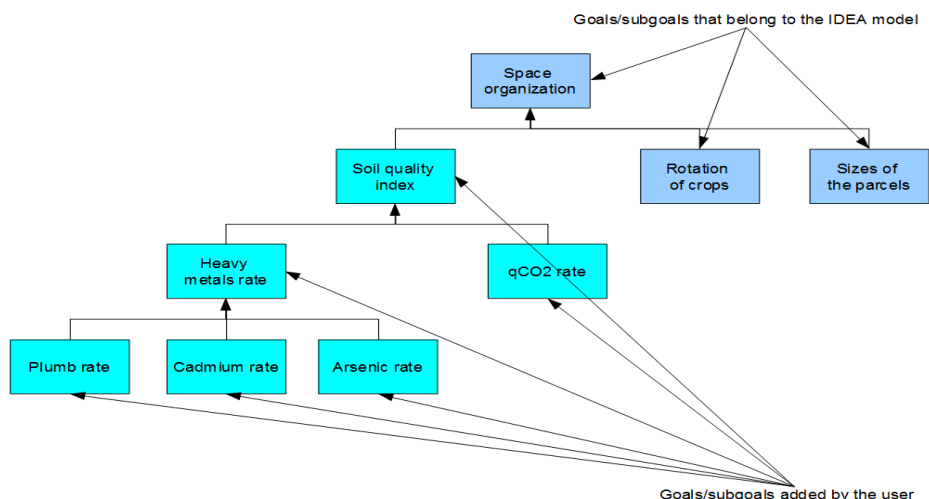 Goals/subgoals that belong to the IDEA model
Space
organization
Soil quality
index
Rotation
of crops
Sizes of
the parcels
Heavy
metals rate
qCO2 rate
Plumb rate
Cadmium rate
Arsenic rate
Goals/subgoals added by the user